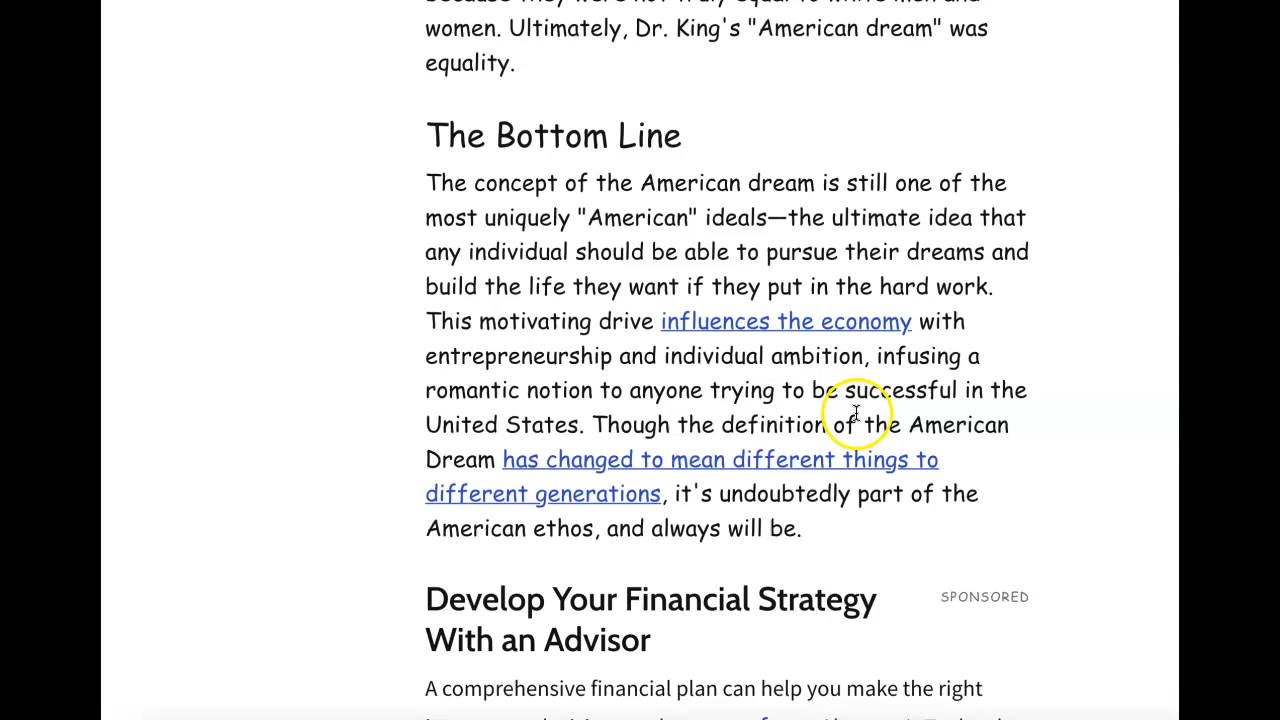 women. Ultimately, Dr. King's "American dream" was
equality.
The Bottom Line
The concept of the American dream is still one of the
most uniquely "American" ideals—the ultimate idea that
any individual should be able to pursue their dreams and
build the life they want if they put in the hard work.
This motivating drive influences the economy with
entrepreneurship and individual ambition, infusing a
romantic notion to anyone trying to be successful in the
United States. Though the definition of the American
Dream has changed to mean different things to
different generations, it's undoubtedly part of the
American ethos, and always will be.
Develop Your Financial Strategy
With an Advisor
SPONSORED
A comprehensive financial plan can help you make the right